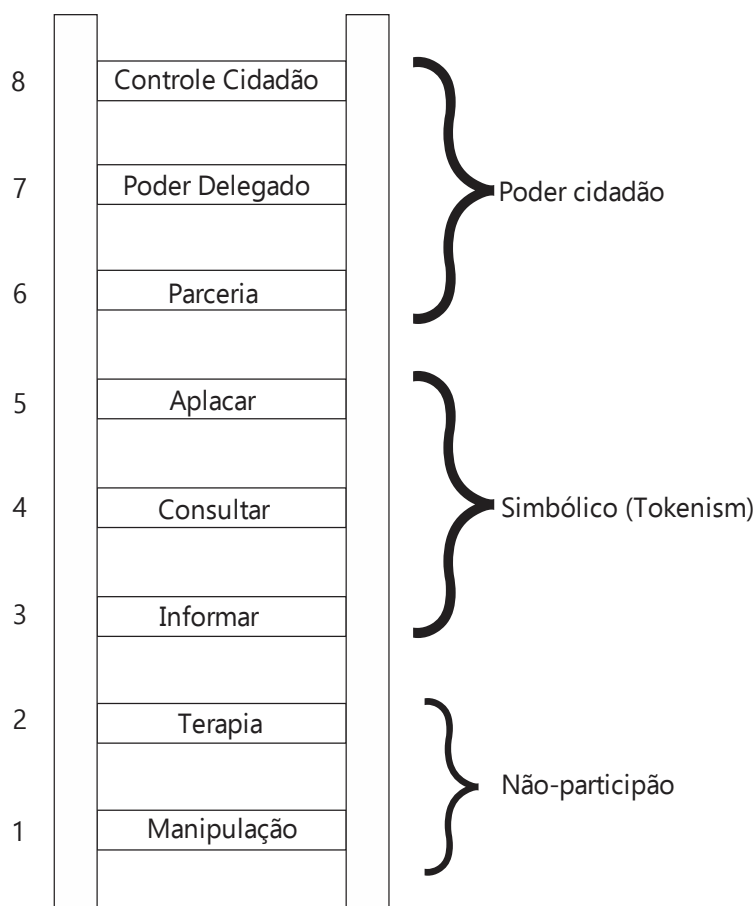 8 Controle Cidadão
7 Poder Delegado
Poder cidadão
6 Parceria
5 Aplacar
4 Consultar
Simbólico (Tokenism)
3 Informar
2 Terapia
Não-participão
1 Manipulação